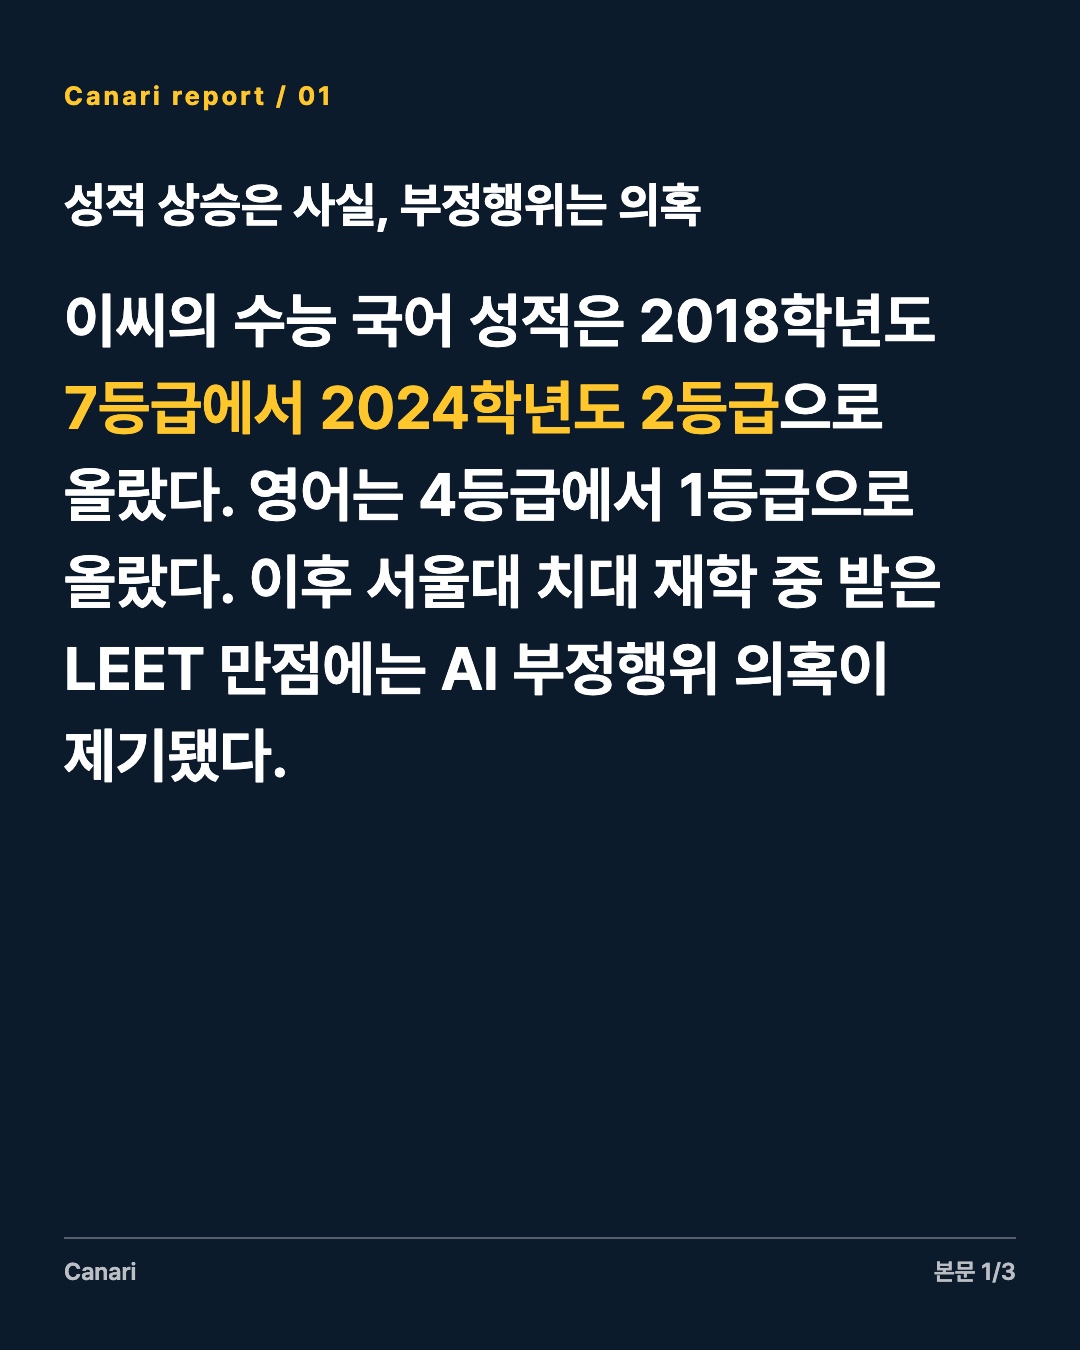 Canari report / 01
성적 상승은 사실, 부정행위는 의혹
이씨의 수능 국어 성적은 2018학년도
7등급에서 2024학년도 2등급으로
올랐다. 영어는 4등급에서 1등급으로
올랐다. 이후 서울대 치대 재학 중 받은
LEET 만점에는 AI 부정행위 의혹이
제기됐다.
Canari
본문 1/3